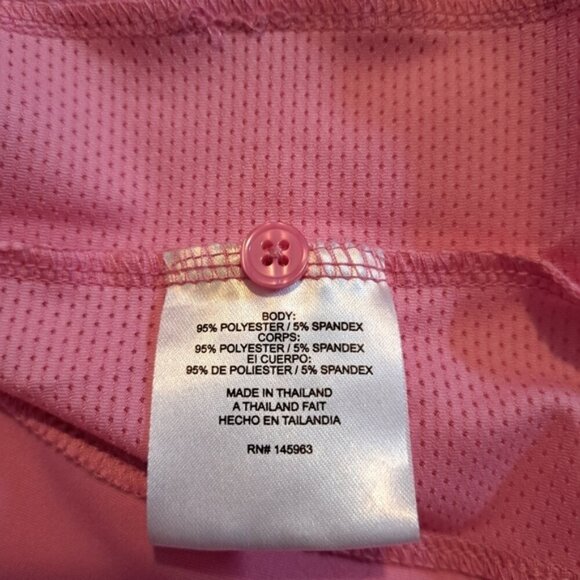 BODY:
95% POLYESTER / 5% SPANDEX
CORPS:
95% POLYESTER / 5% SPANDEX
El CUERPO:
95% DE POLIESTER / 5% SPANDEX
MADE IN THAILAND
A THAILAND FAIT
HECHO EN TAILANDIA
RN# 145963